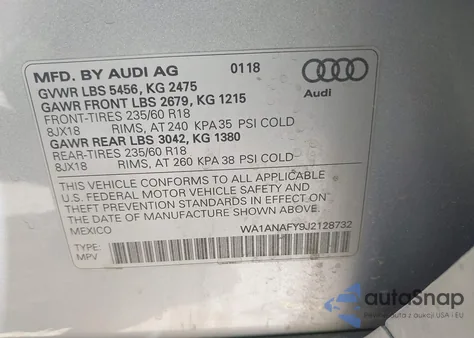 MFD. BY AUDI AG 0118
GVWR LBS 5456, KG 2475
GAWR FRONT LBS 2679, KG 1215
FRONT-TIRES 235/60 R18
8JX18 RIMS, AT 240 KPA 35 PSI COLD
GAWR REAR LBS 3042, KG 1380
REAR-TIRES 235/60 R18
8JX18 RIMS, AT 260 KPA 38 PSI COLD
Audi
THIS VEHICLE CONFORMS TO ALL APPLICABLE
U.S. FEDERAL MOTOR VEHICLE SAFETY AND
THEFT PREVENTION STANDARDS IN EFFECT ON
THE DATE OF MANUFACTURE SHOWN ABOVE.
MEXICO WA1ANAFY9J2128732
TYPE:
MPV
autoSnap
z aukcji USA i EU